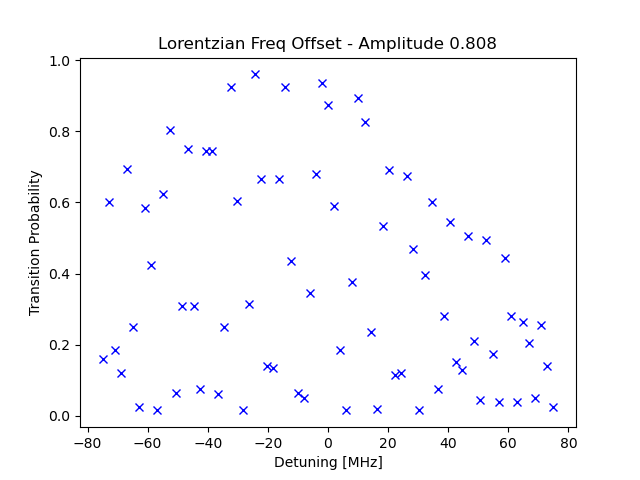 Lorentzian Freq Offset - Amplitude 0.808
Transition Probability
1.0
0.8
0.6
0.4
0.2
0.0
−80 −60 −40 −20 0 20 40 60 80
Detuning [MHz]